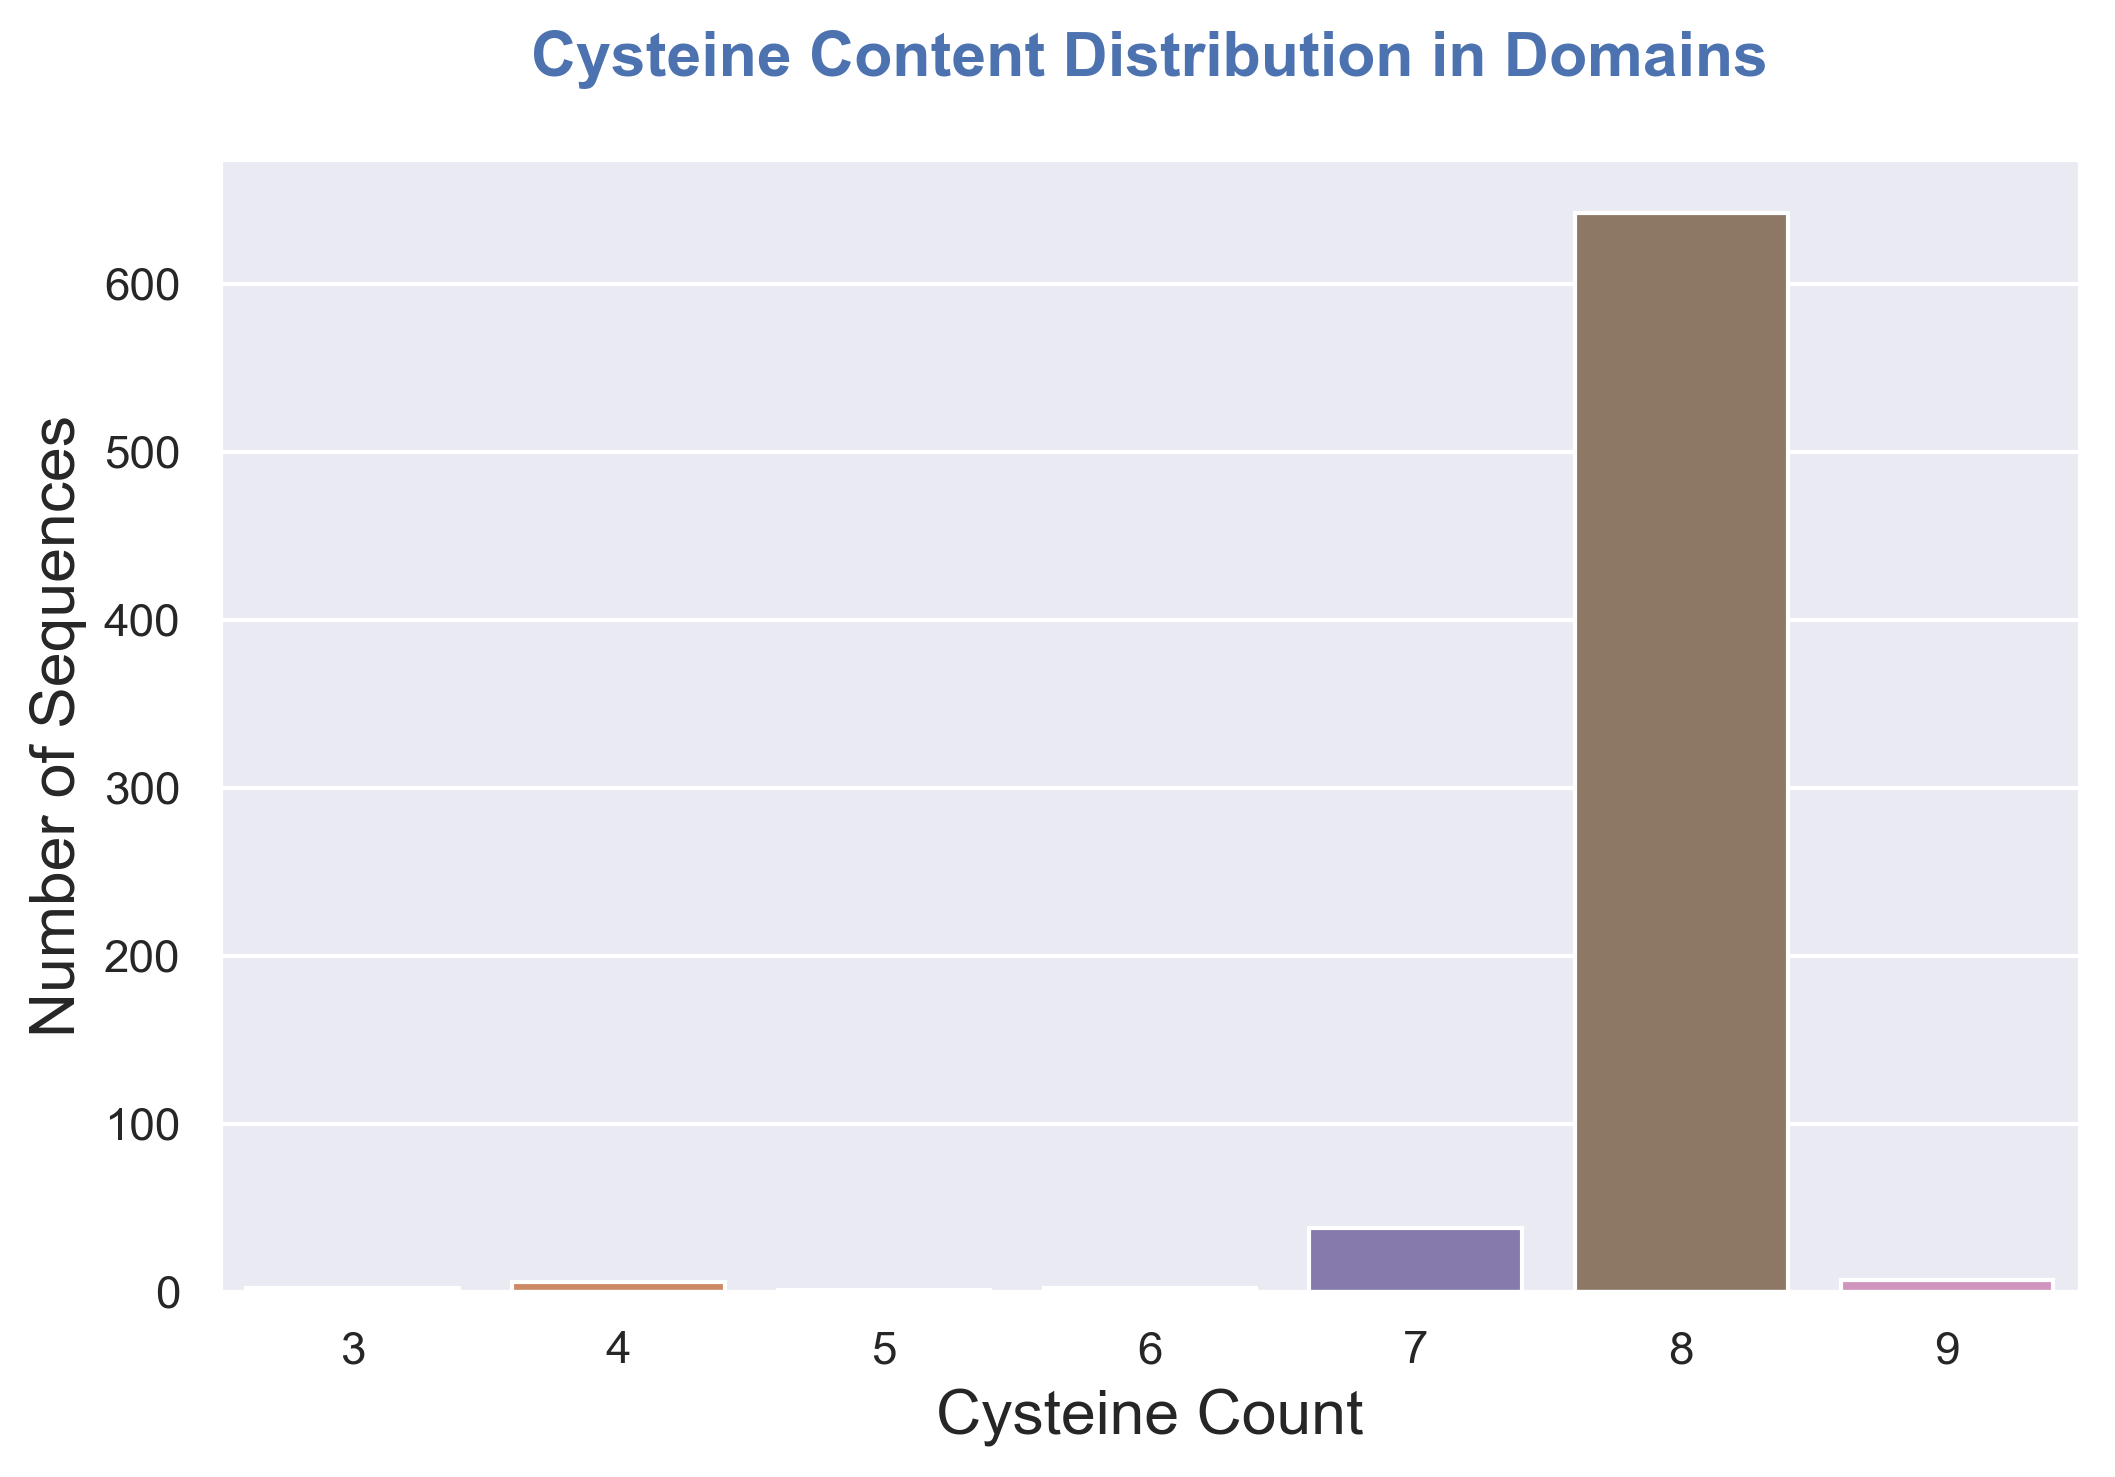 Cysteine Content Distribution in Domains
Number of Sequences
600
500
400
300
200
100
0
3 4 5 6 7 8 9
Cysteine Count